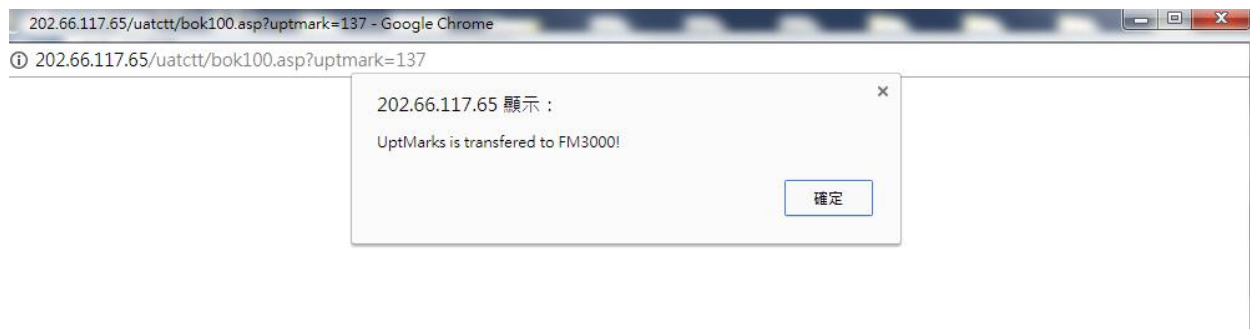 202.66.117.65/uatctt/bok100.asp?uptmark=137 - Google Chrome
202.66.117.65/uatctt/bok100.asp?uptmark=137
202.66.117.65 顯示：
UptMarks is transfered to FM3000!
確定